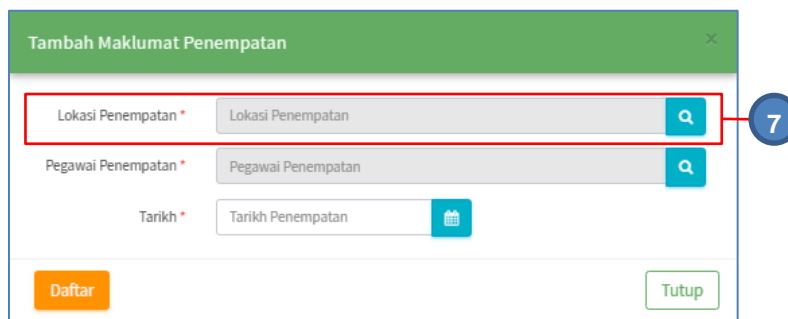 Tambah Maklumat Penempatan ×
Lokasi Penempatan * Lokasi Penempatan
7
Pegawai Penempatan * Pegawai Penempatan
Tarikh * Tarikh Penempatan
Daftar Tutup